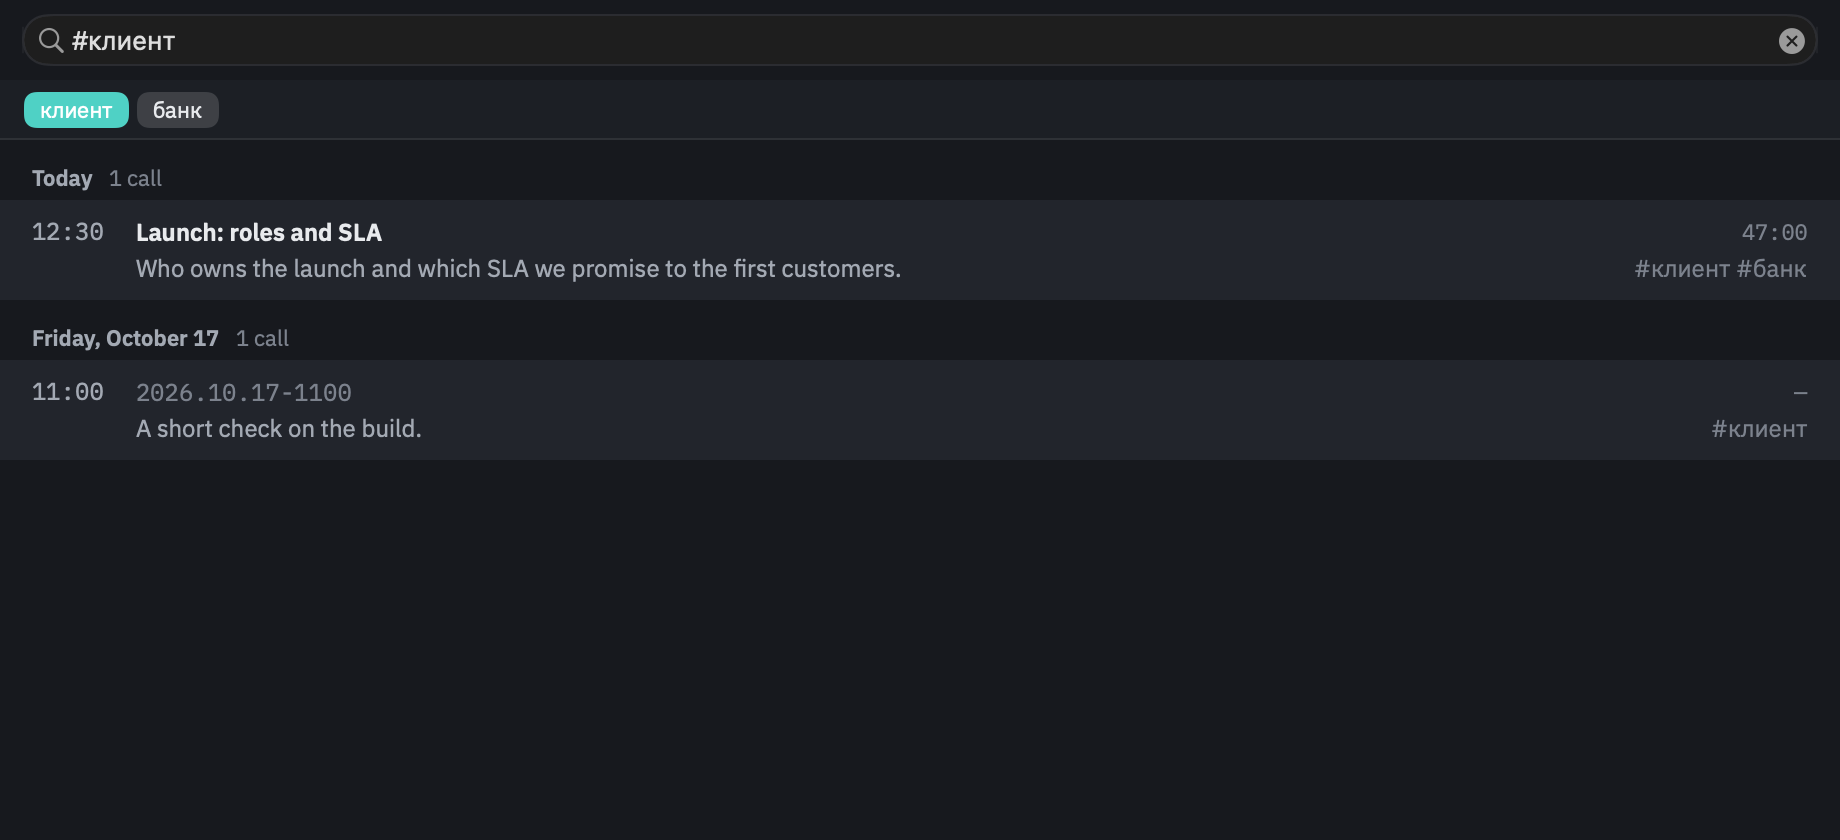 #клиент
клиент банк
Today 1 call
12:30 Launch: roles and SLA 47:00
Who owns the launch and which SLA we promise to the first customers. #клиент #банк
Friday, October 17 1 call
11:00 2026.10.17-1100 —
A short check on the build. #клиент